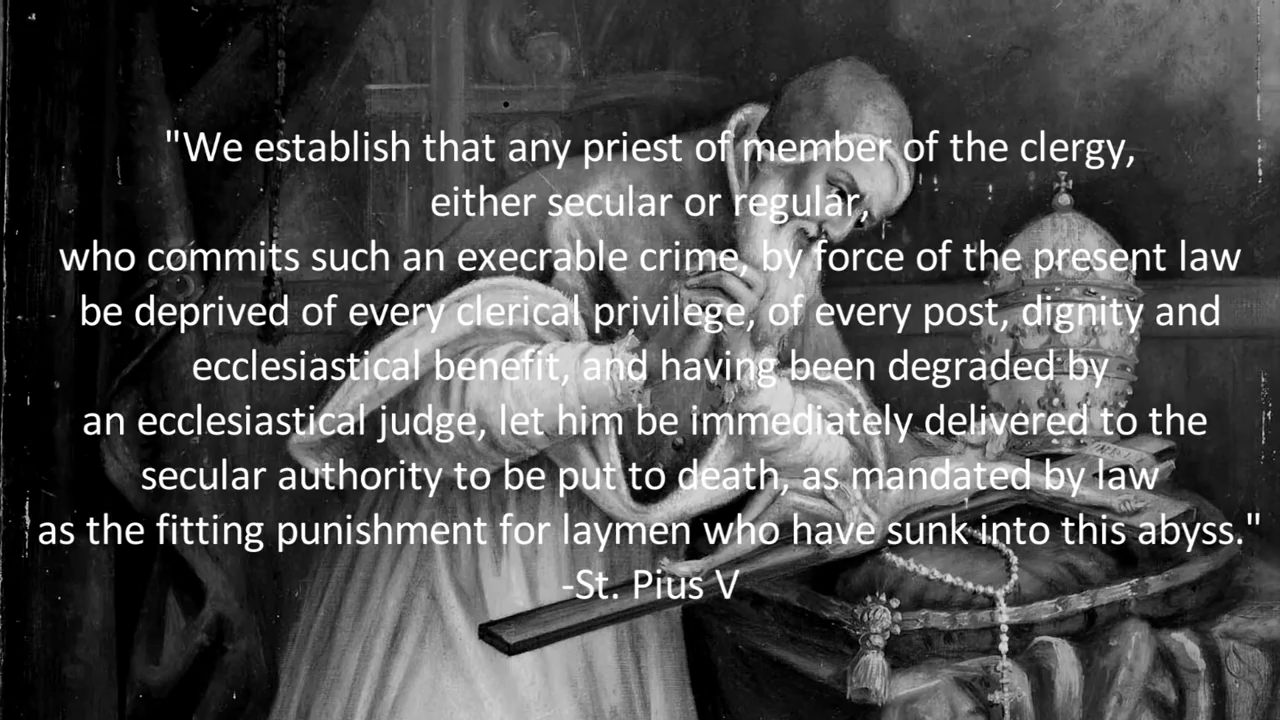 "We establish that any priest of member of the clergy,
either secular or regular,
who commits such an execrable crime, by force of the present law
be deprived of every clerical privilege, of every post, dignity and
ecclesiastical benefit, and having been degraded by
an ecclesiastical judge, let him be immediately delivered to the
secular authority to be put to death, as mandated by law
as the fitting punishment for laymen who have sunk into this abyss."
-St. Pius V